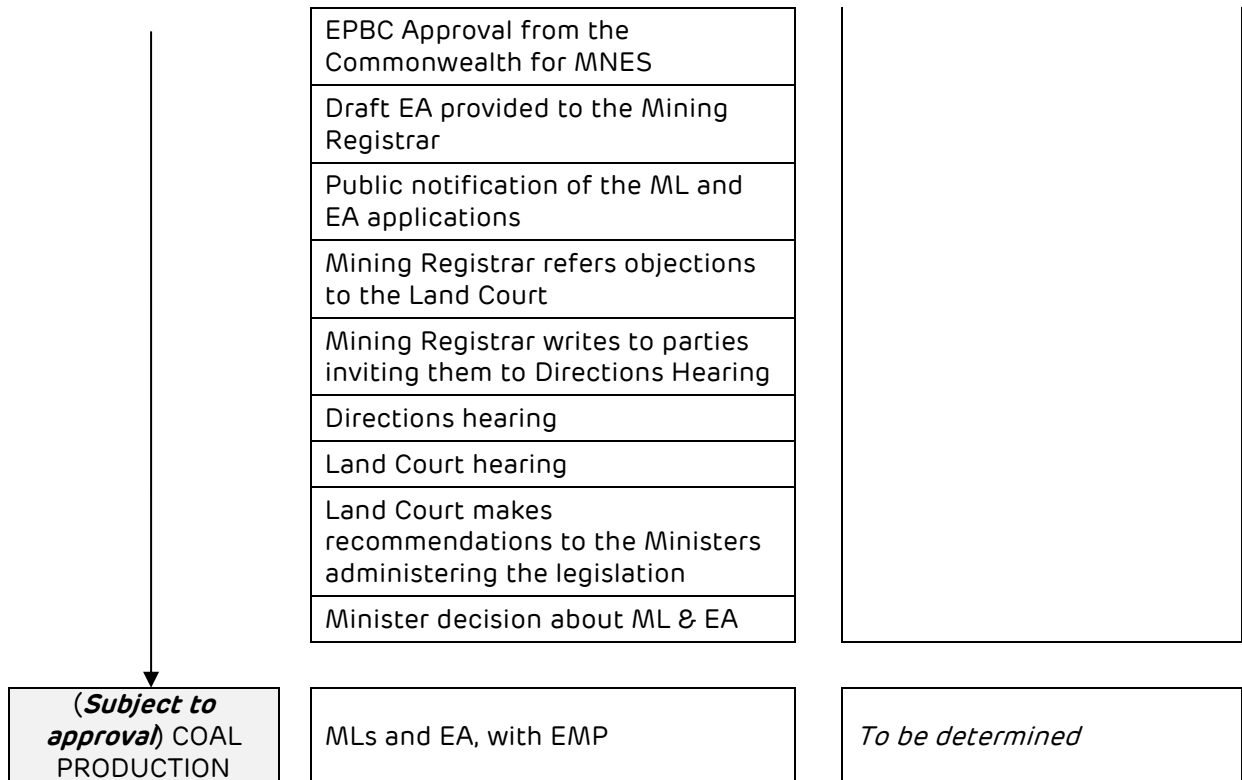 EPBC Approval from the
Commonwealth for MNES
Draft EA provided to the Mining
Registrar
Public notification of the ML and
EA applications
Mining Registrar refers objections
to the Land Court
Mining Registrar writes to parties
inviting them to Directions Hearing
Directions hearing
Land Court hearing
Land Court makes
recommendations to the Ministers
administering the legislation
Minister decision about ML & EA
(Subject to
approval) COAL
PRODUCTION
MLs and EA, with EMP
To be determined